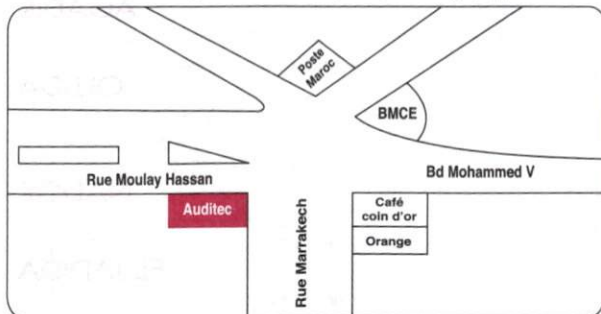 Poste
Maroc
BMCE
Bd Mohammed V
Rue Moulay Hassan
Auditec
Café
coin d'or
Orange
Rue Marrakech